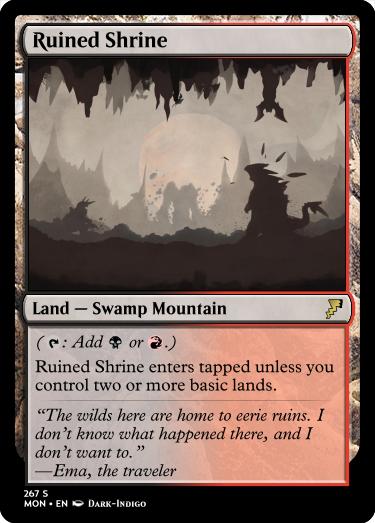 Ruined Shrine
Land — Swamp Mountain
( : Add or .)
Ruined Shrine enters tapped unless you
control two or more basic lands.
“The wilds here are home to eerie ruins. I
don’t know what happened there, and I
don’t want to.”
—Ema, the traveler
267 S
MON • EN Dark-Indigo